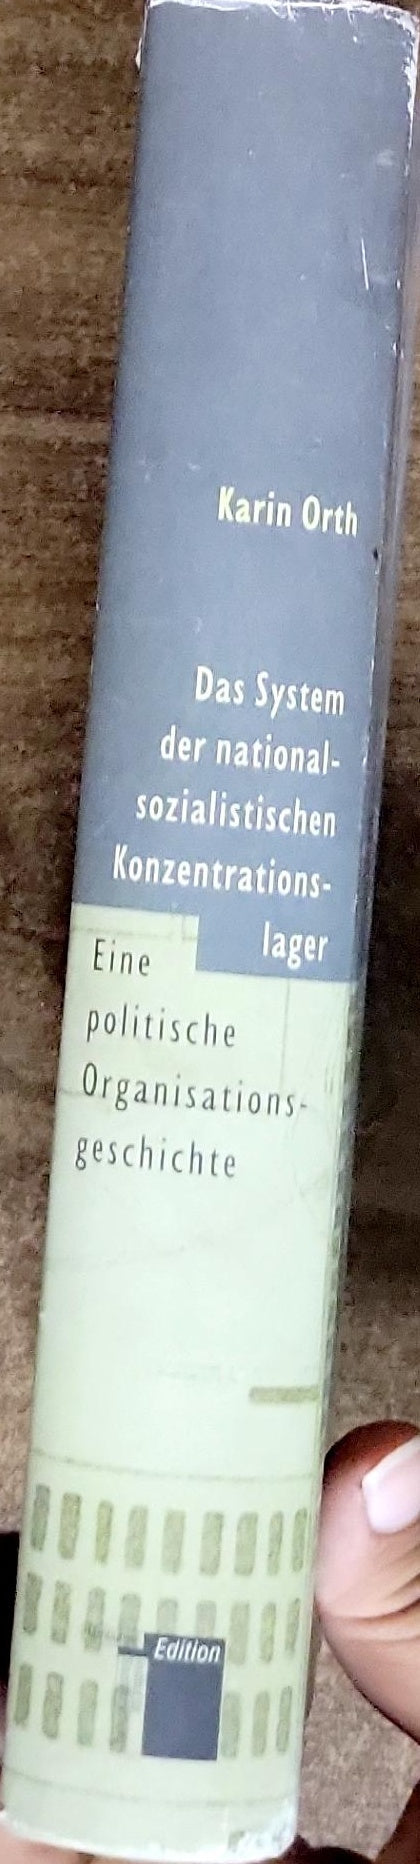 Karin Orth
Das System
der national-
sozialistischen
Konzentrations-
lager
Eine
politische
Organisations-
geschichte
Edition